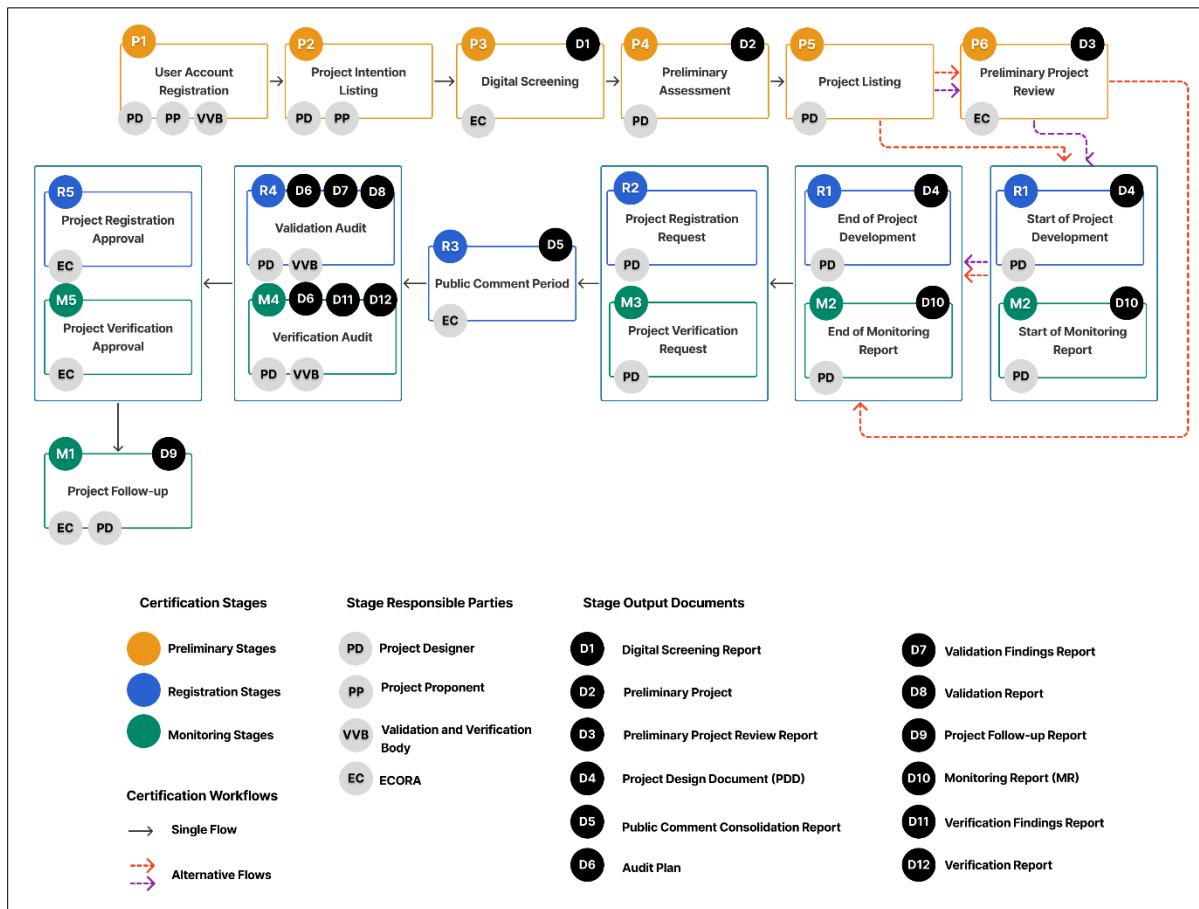 P1
User Account
Registration
PD PP VVB
P2
Project Intention
Listing
PD PP
P3 D1
Digital Screening
EC
P4 D2
Preliminary
Assessment
PD
P5
Project Listing
PD
P6 D3
Preliminary Project
Review
EC
R5
Project Registration
Approval
EC
M5
Project Verification
Approval
EC
R4 D6 D7 D8
Validation Audit
PD VVB
M4 D6 D11 D12
Verification Audit
PD VVB
R3 D5
Public Comment Period
EC
R2
Project Registration
Request
PD
M3
Project Verification
Request
PD
R1 D4
End of Project
Development
PD
M2 D10
End of Monitoring
Report
PD
R1 D4
Start of Project
Development
PD
M2 D10
Start of Monitoring
Report
PD
M1 D9
Project Follow-up
EC PD
Certification Stages
Preliminary Stages
Registration Stages
Monitoring Stages
Certification Workflows
Single Flow
Alternative Flows
Stage Responsible Parties
PD Project Designer
PP Project Proponent
VVB Validation and Verification
Body
EC ECORA
Stage Output Documents
D1 Digital Screening Report
D2 Preliminary Project
D3 Preliminary Project Review Report
D4 Project Design Document (PDD)
D5 Public Comment Consolidation Report
D6 Audit Plan
D7 Validation Findings Report
D8 Validation Report
D9 Project Follow-up Report
D10 Monitoring Report (MR)
D11 Verification Findings Report
D12 Verification Report